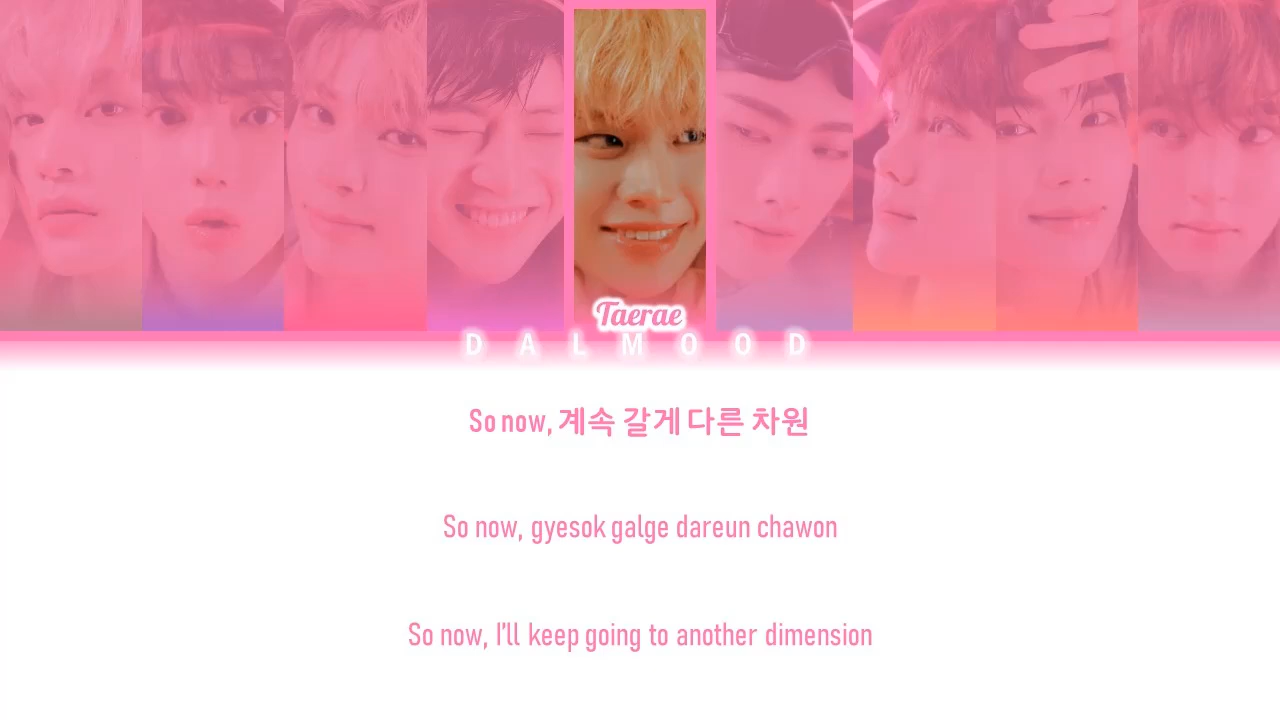 Taerae
DALMOOD
So now, 계속 갈게 다른 차원
So now, gyesok galge dareun chawon
So now, I'll keep going to another dimension